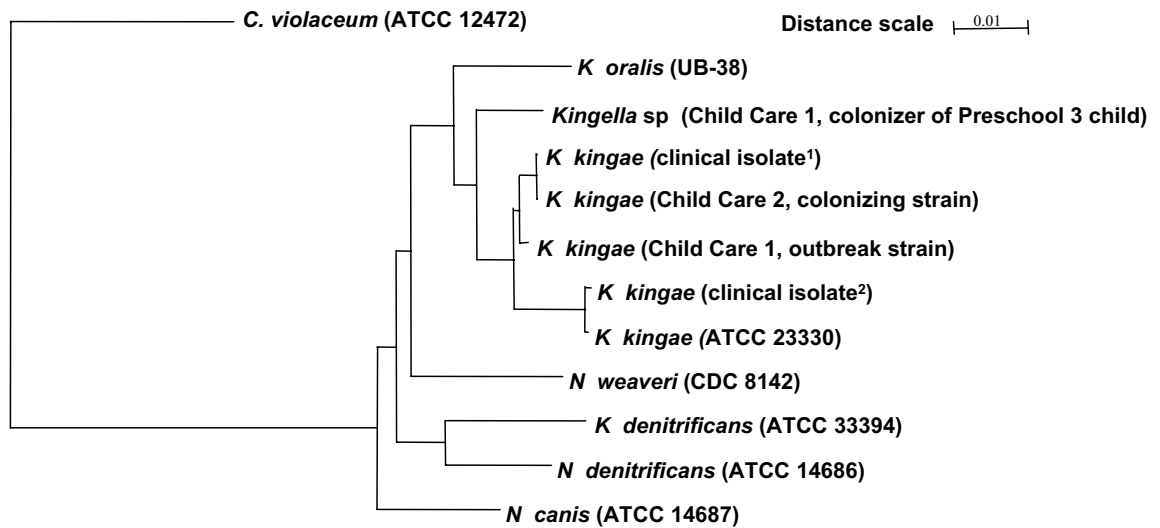 C. violaceum (ATCC 12472)
Distance scale 0.01
K oralis (UB-38)
Kingella sp (Child Care 1, colonizer of Preschool 3 child)
K kingae (clinical isolate¹)
K kingae (Child Care 2, colonizing strain)
K kingae (Child Care 1, outbreak strain)
K kingae (clinical isolate²)
K kingae (ATCC 23330)
N weaveri (CDC 8142)
K denitrificans (ATCC 33394)
N denitrificans (ATCC 14686)
N canis (ATCC 14687)